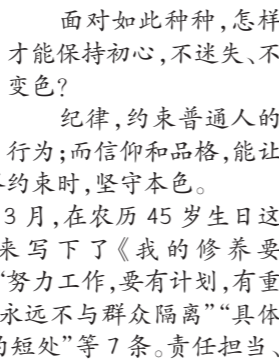 面对如此种种，怎样
才能保持初心，不迷失、不
变色？
纪律，约束普通人的
行为；而信仰和品格，能让
约束时，坚守本色。
3月，在农历45岁生日这
来写下了《我的修养要
“努力工作，要有计划，有重
永远不与群众隔离”“具体
短处”等7条。责任担当、